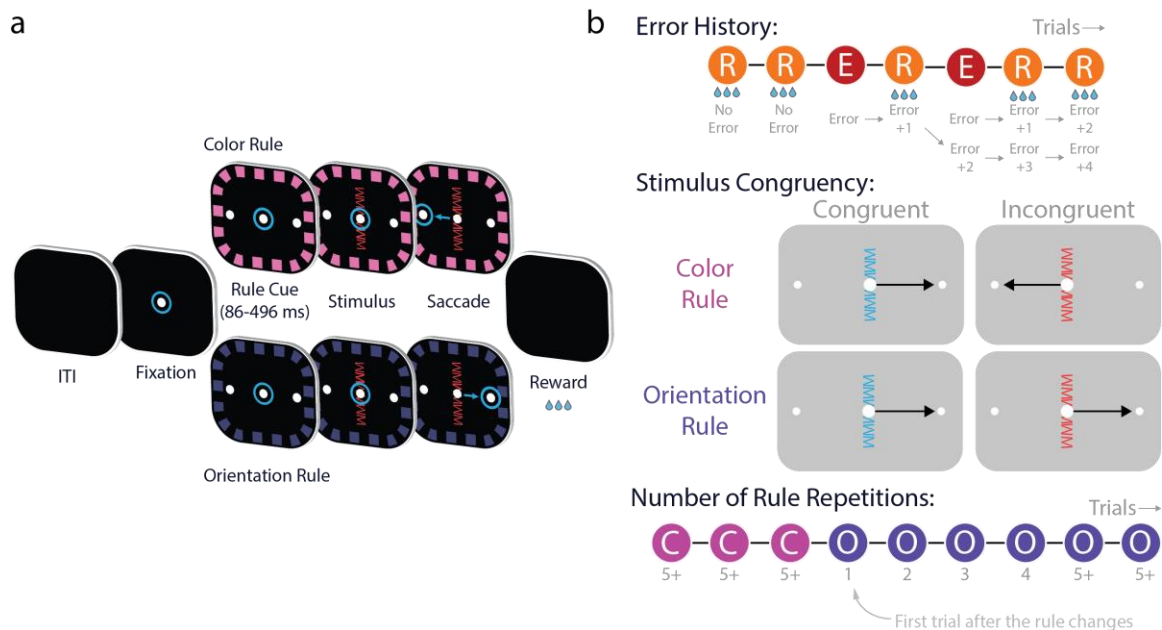 a
Color Rule
Rule Cue
(86-496 ms)
Stimulus
Saccade
ITI
Fixation
Reward
Orientation Rule
b
Error History:
Trials→
R R E R E R R
No
Error
No
Error
Error → Error
+1
Error → Error
+1 → Error
+2
Error
+2 → Error
+3 → Error
+4
Stimulus Congruency:
Congruent Incongruent
Color
Rule
Orientation
Rule
Number of Rule Repetitions:
Trials→
C C C O O O O O O
5+ 5+ 5+ 1 2 3 4 5+ 5+
First trial after the rule changes